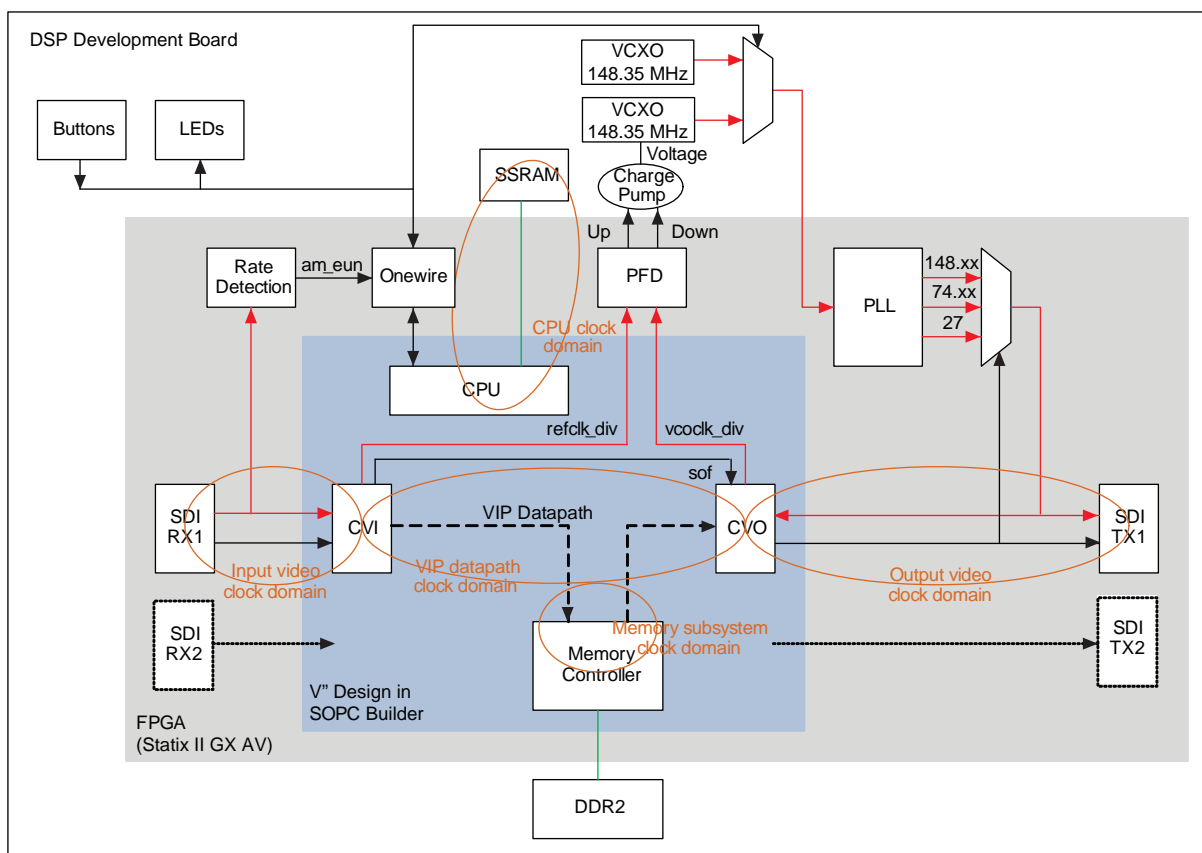 DSP Development Board
VCXO
148.35 MHz
VCXO
148.35 MHz
Buttons
LEDs
Voltage
SSRAM
Charge
Pump
Up
Down
Rate
Detection
am_eun
Onewire
PFD
PLL
148.xx
74.xx
27
CPU clock
domain
CPU
refclk_div
vcoclk_div
sof
SDI
RX1
CVI
VIP Datapath
CVO
SDI
TX1
Input video
clock domain
VIP datapath
clock domain
Output video
clock domain
SDI
RX2
Memory subsystem
clock domain
Memory
Controller
SDI
TX2
V” Design in
SOPC Builder
FPGA
(Statix II GX AV)
DDR2